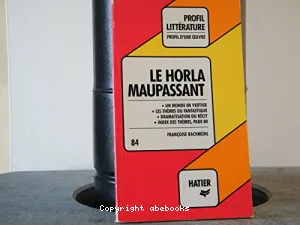 PROFIL
LITTÉRATURE
PROFIL D'UNE ŒUVRE
LE HORLA
MAUPASSANT
• UN MONDE EN VERTIGE
• LES THÈMES DU FANTASTIQUE
• DRAMATISATION DU RÉCIT
• INDEX DES THÈMES, PAGE 80
FRANÇOISE RACHMÜHL
84
HATIER
Copyright abebooks